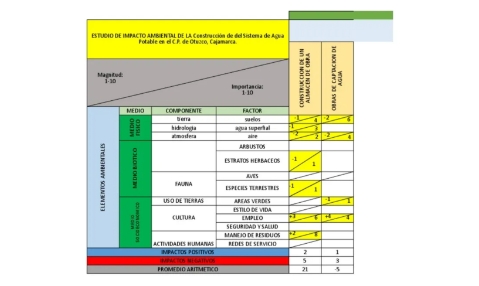 ESTUDIO DE IMPACTO AMBIENTAL DE LA Construcción de del Sistema de Agua
Potable en el C.P. de Otuzco, Cajamarca.
Magnitud:
1-10
Importancia:
1-10
CONSTRUCCION DE UN
ALMACEN DE OBRA
OBRAS DE CAPTACION DE
AGUA
ELEMENTOS AMBIENTALES
MEDIO COMPONENTE FACTOR
MEDIO
FISICO
tierra suelos -1 4 -2 6
hidrologia agua superfial -1 3
atmosfera aire -2 2 -2 4
MEDIO BIOTICO
ARBUSTOS
ESTRATOS HERBACEOS -1 1
FAUNA
AVES
ESPECIES TERRESTRES -1 1
USO DE TIERRAS AREAS VERDES -1 1
CULTURA
ESTILO DE VIDA
EMPLEO +3 6 +4 4
SEGURIDAD Y SALUD
MANEJO DE RESIDUOS +2 8
ACTIVIDADES HUMANAS REDES DE SERVICIO
IMPACTOS POSITIVOS 2 1
IMPACTOS NEGATIVOS 5 3
PROMEDIO ARITMETICO 21 -5